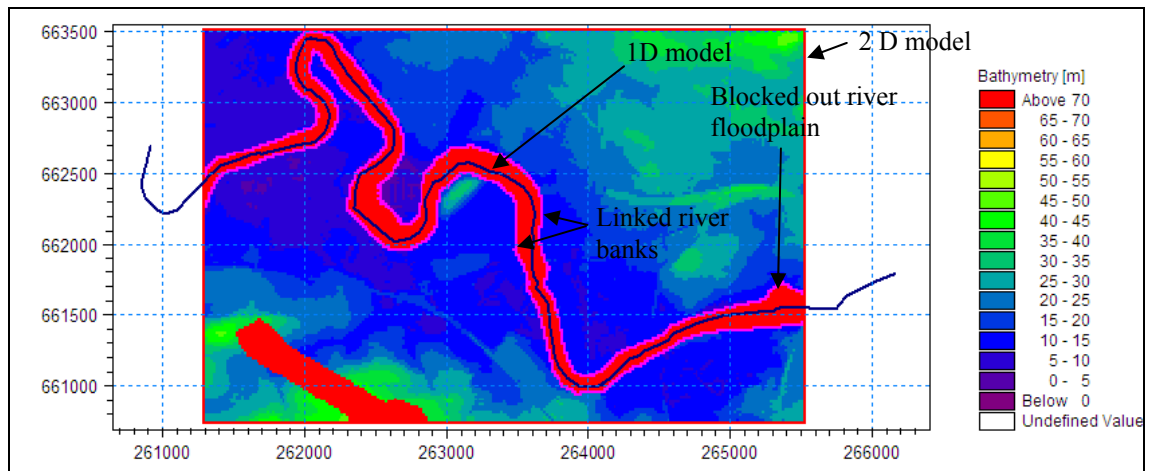 663500
663000
662500
662000
661500
661000
261000
262000
263000
264000
265000
266000
1D model
2 D model
Blocked out river
floodplain
Linked river
banks
Bathymetry [m]
Above 70
65 - 70
60 - 65
55 - 60
50 - 55
45 - 50
40 - 45
35 - 40
30 - 35
25 - 30
20 - 25
15 - 20
10 - 15
5 - 10
0 - 5
Below 0
Undefined Value